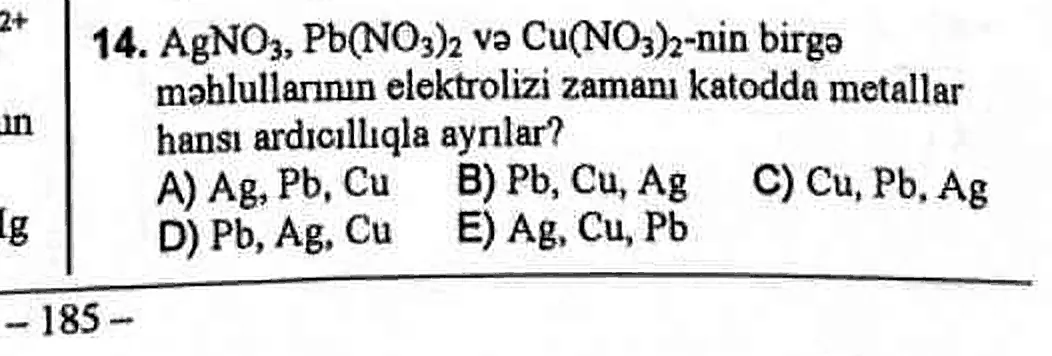 2+
14. AgNO₃, Pb(NO₃)₂ və Cu(NO₃)₂-nin birgə
məhlullarının elektrolizi zamanı katodda metallar
hansı ardıcıllıqla ayrılar?
A) Ag, Pb, Cu B) Pb, Cu, Ag C) Cu, Pb, Ag
D) Pb, Ag, Cu E) Ag, Cu, Pb
– 185 –